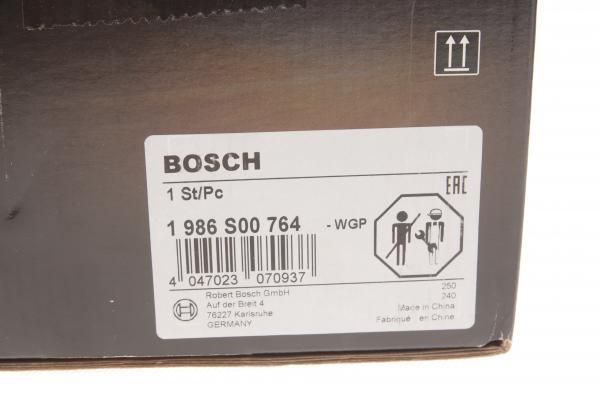 BOSCH
1 St/Pc
EAC
1 986 S00 764 - WGP
4 047023 070937
Robert Bosch GmbH
Auf der Breit 4
76227 Karlsruhe
GERMANY
250
240
Made in China
Fabriqué en Chine